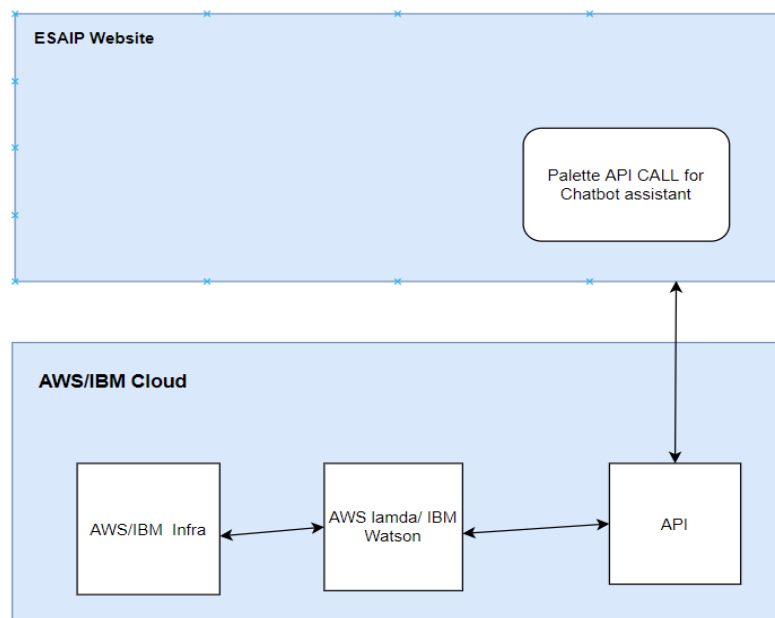 ESAIP Website
Palette API CALL for
Chatbot assistant
AWS/IBM Cloud
AWS/IBM Infra
AWS lamda/ IBM
Watson
API